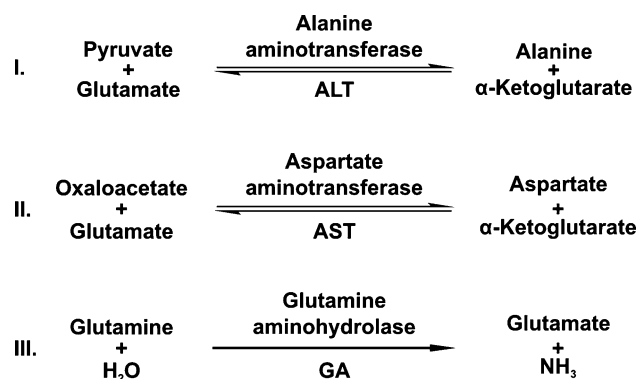 I.
Pyruvate
+
Glutamate
Alanine
aminotransferase
ALT
Alanine
+
α-Ketoglutarate
II.
Oxaloacetate
+
Glutamate
Aspartate
aminotransferase
AST
Aspartate
+
α-Ketoglutarate
III.
Glutamine
+
H₂O
Glutamine
aminohydrolase
GA
Glutamate
+
NH₃